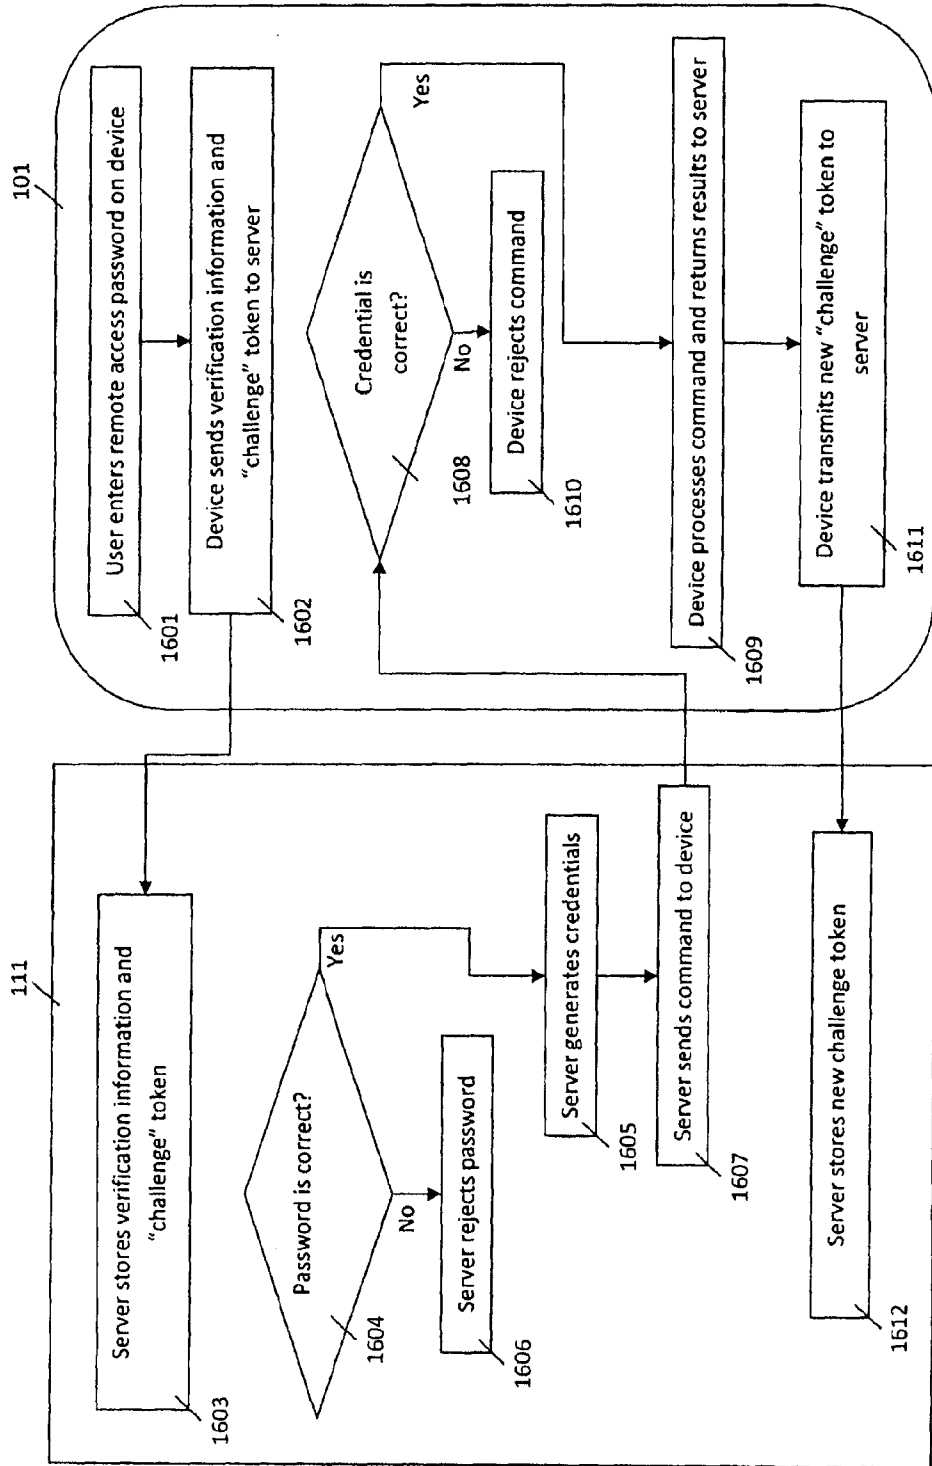 111
Server stores verification information and
“challenge” token
1603
Password is correct?
1604
Yes
No
Server rejects password
1606
Server generates credentials
1605
Server sends command to device
1607
Server stores new challenge token
1612
101
User enters remote access password on device
1601
Device sends verification information and
“challenge” token to server
1602
Credential is
correct?
1608
Yes
No
Device rejects command
1610
Device processes command and returns results to server
1609
Device transmits new “challenge” token to
server
1611